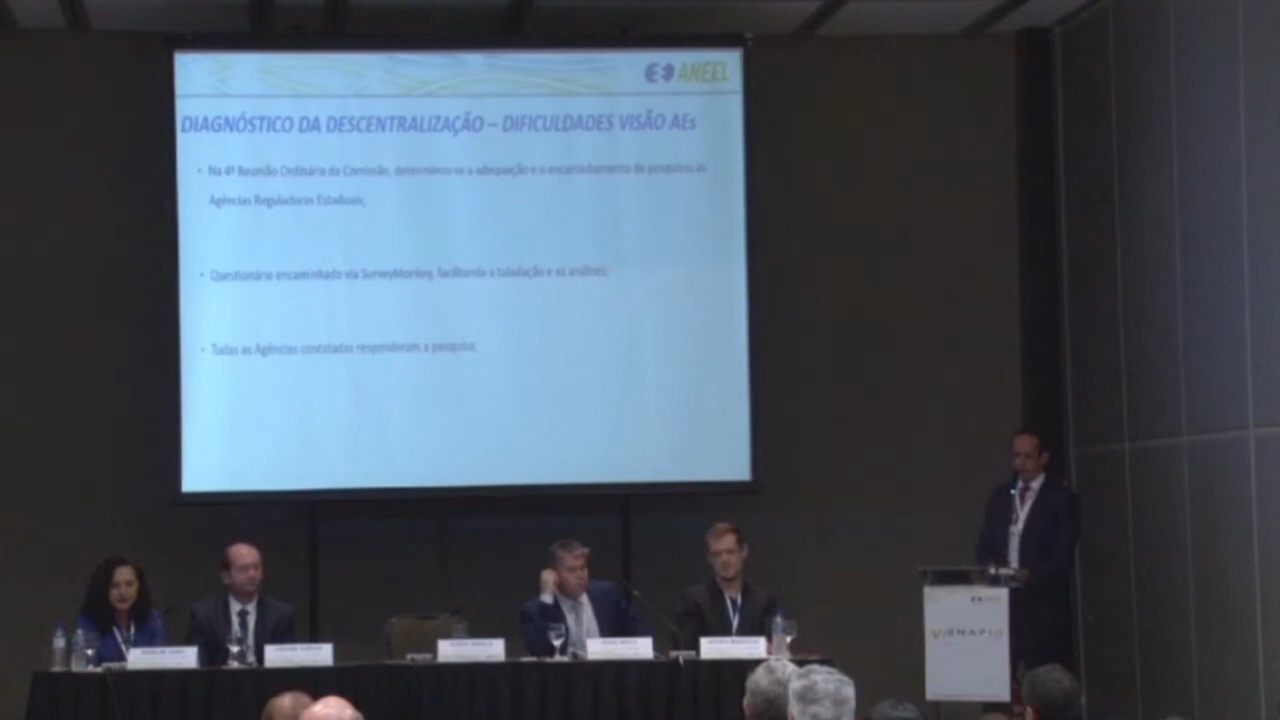 ANEEL
DIAGNÓSTICO DA DESCENTRALIZAÇÃO – DIFICULDADES VISÃO AEs
• Na 4ª Reunião Ordinária da Comissão, determinou-se a adequação e o encaminhamento da pesquisa às
Agências Reguladoras Estaduais;
• Questionário encaminhado via SurveyMonkey, facilitando a tabulação e as análises;
• Todas as Agências contatadas responderam a pesquisa;